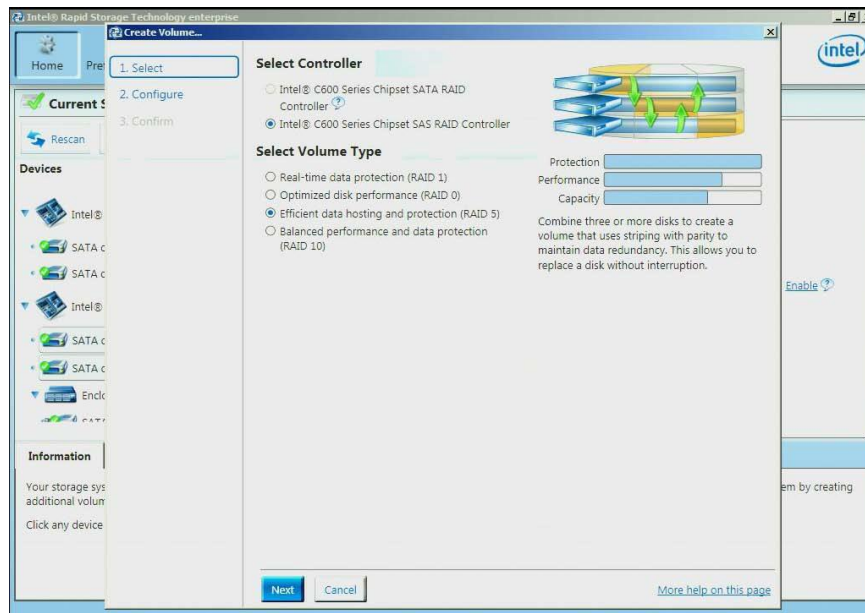 Intel® Rapid Storage Technology enterprise
Create Volume...
Home
intel
1. Select
2. Configure
3. Confirm
Select Controller
Intel® C600 Series Chipset SATA RAID
Controller
Intel® C600 Series Chipset SAS RAID Controller
Select Volume Type
Real-time data protection (RAID 1)
Optimized disk performance (RAID 0)
Efficient data hosting and protection (RAID 5)
Balanced performance and data protection
(RAID 10)
Protection
Performance
Capacity
Combine three or more disks to create a
volume that uses striping with parity to
maintain data redundancy. This allows you to
replace a disk without interruption.
Current
Rescan
Devices
Intel®
SATA
SATA
Intel®
SATA
SATA
Enable
Information
Your storage
em by creating
additional
Click any device
Next
Cancel
More help on this page